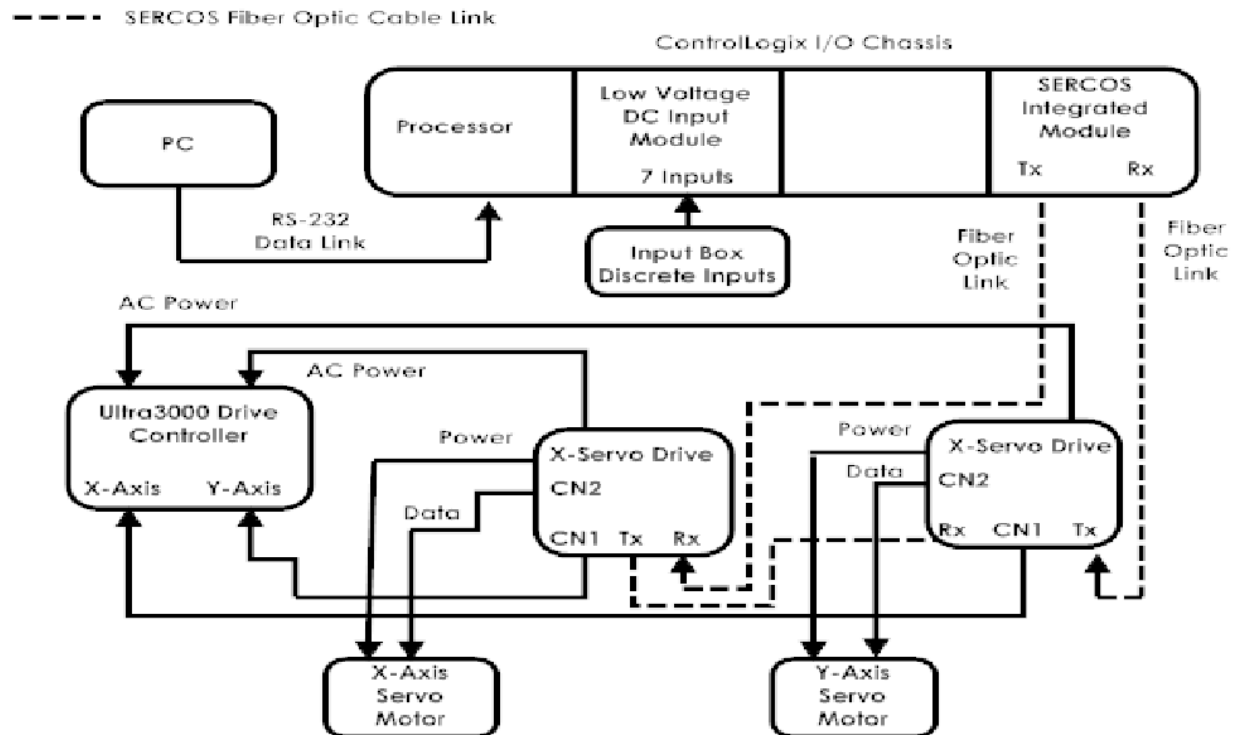 SERCOS Fiber Optic Cable Link
ControlLogix I/O Chassis
PC
Processor
Low Voltage
DC Input
Module
7 Inputs
SERCOS
Integrated
Module
Tx
Rx
RS-232
Data Link
Input Box
Discrete Inputs
Fiber
Optic
Link
Fiber
Optic
Link
AC Power
AC Power
Ultra3000 Drive
Controller
X-Axis
Y-Axis
Power
Data
X-Servo Drive
CN2
CN1 Tx Rx
Power
Data
X-Servo Drive
CN2
Rx CN1 Tx
X-Axis
Servo
Motor
Y-Axis
Servo
Motor